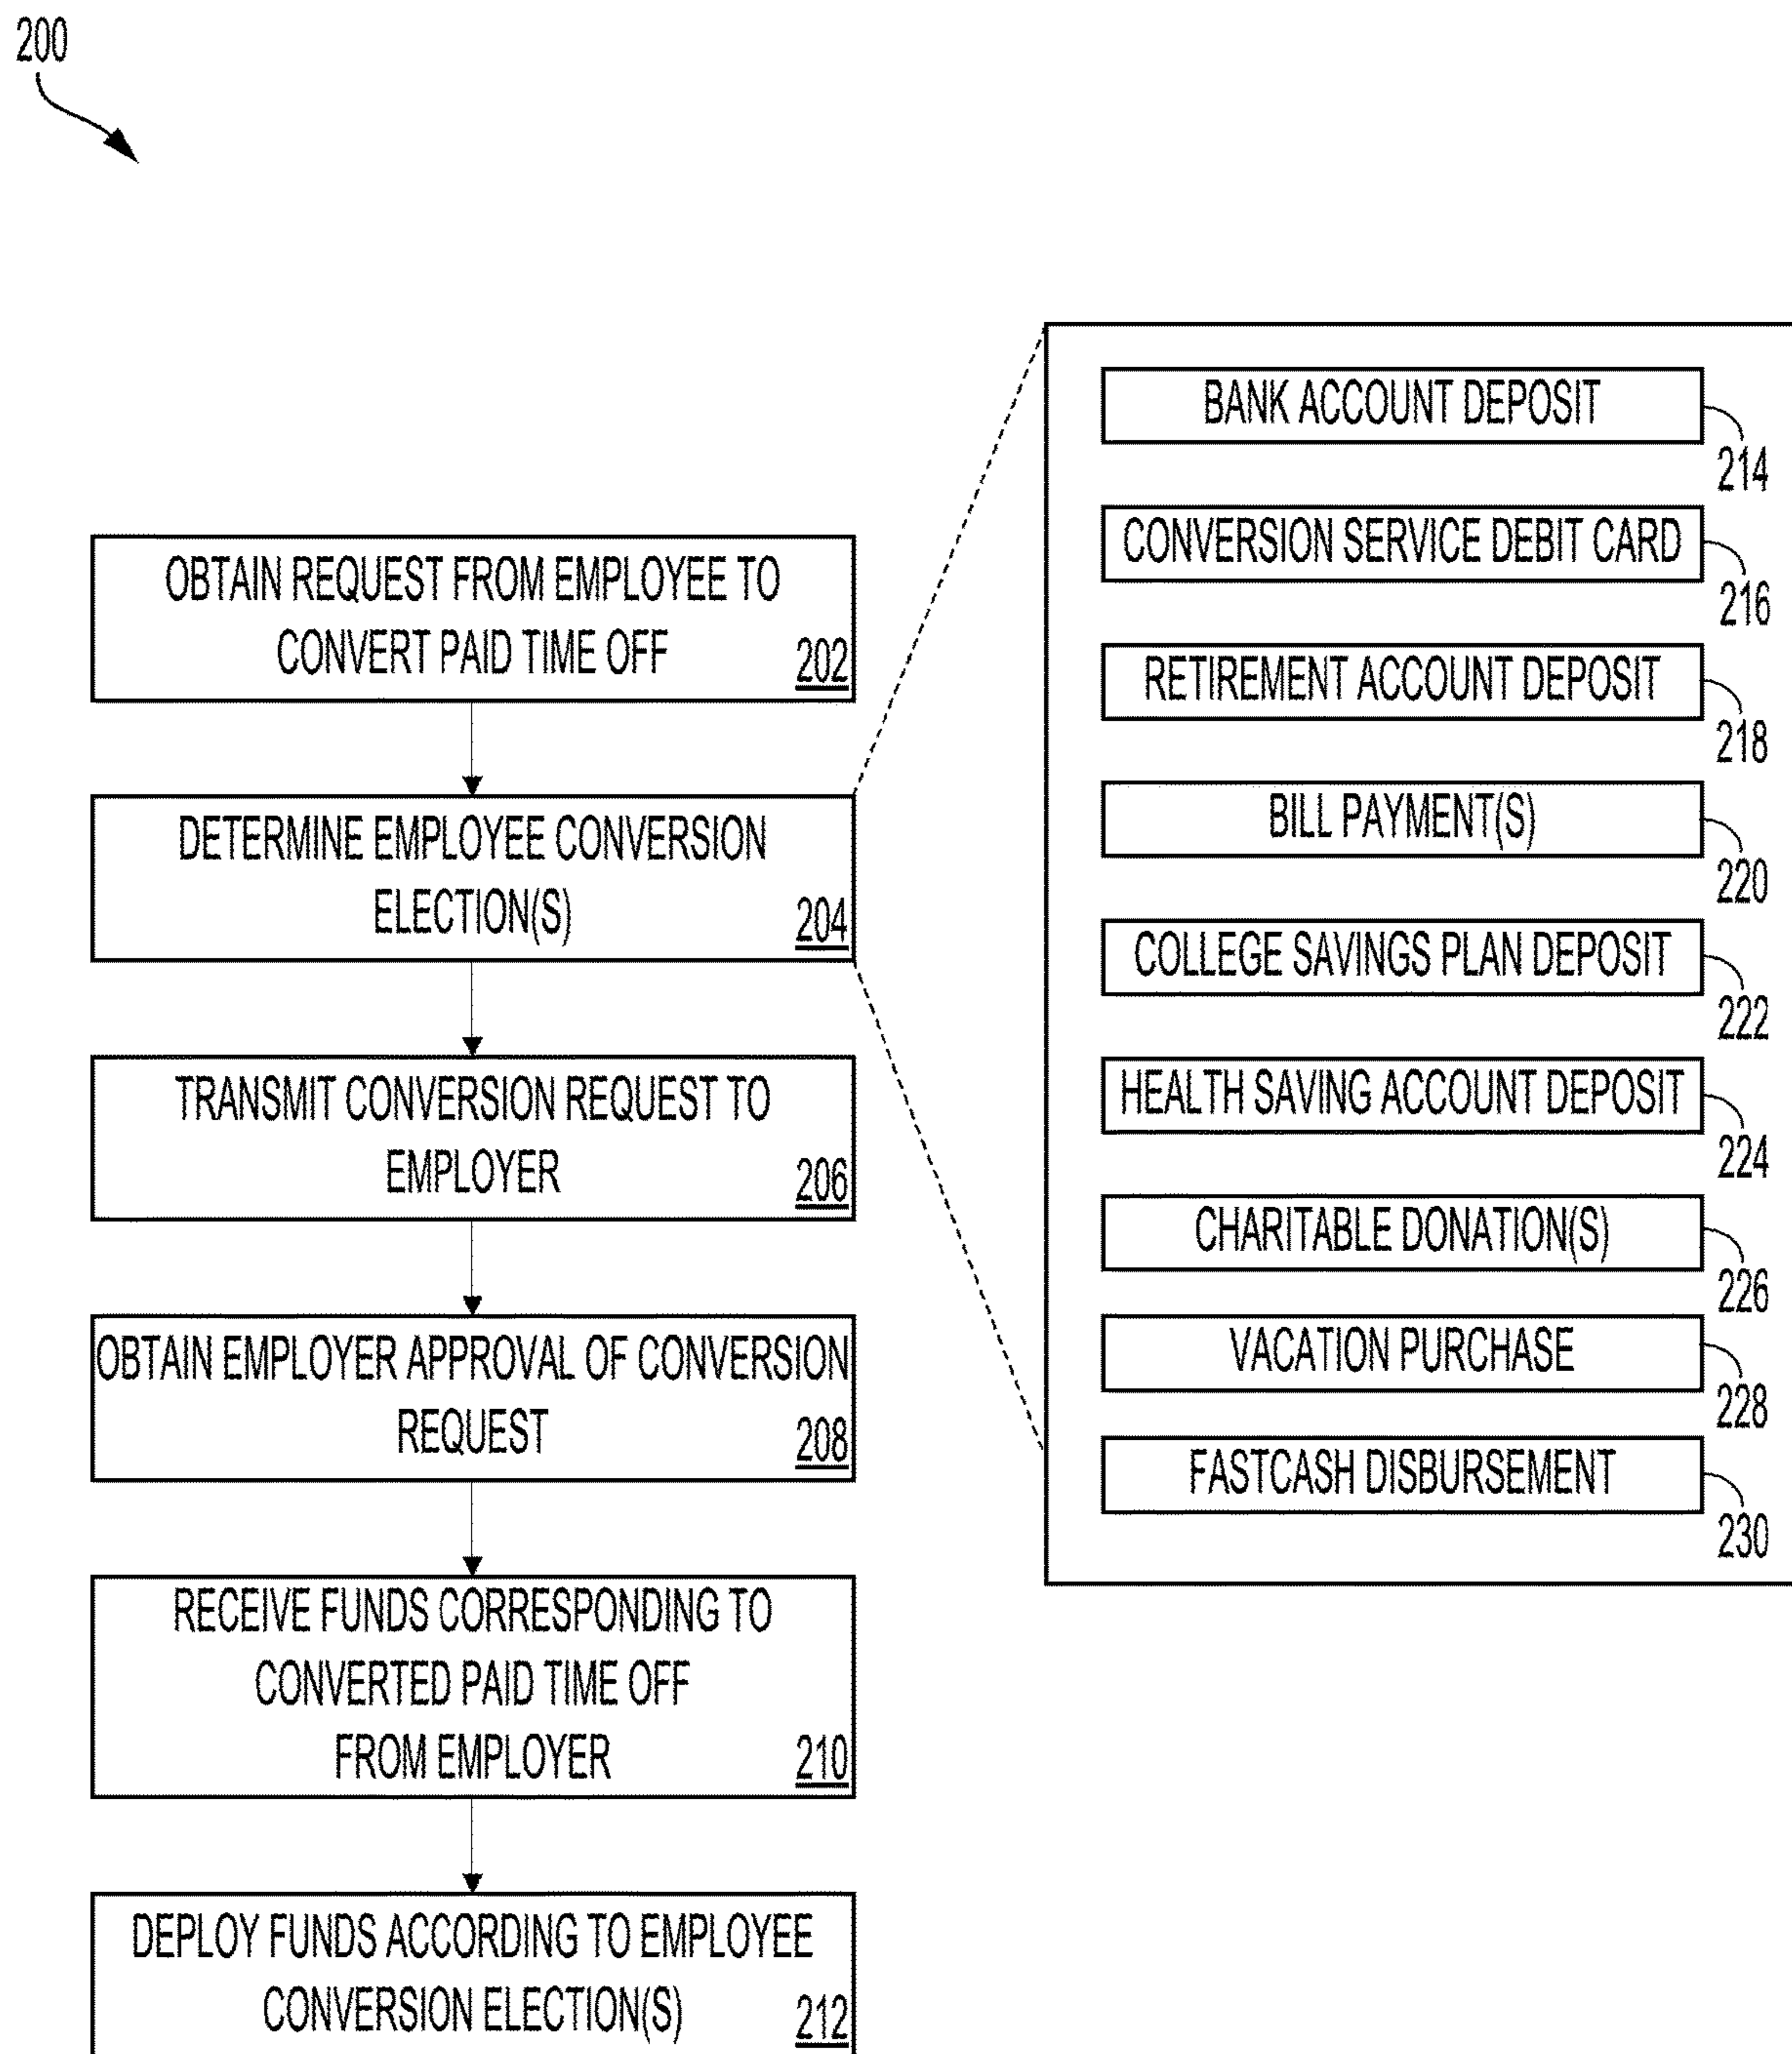 200
OBTAIN REQUEST FROM EMPLOYEE TO
CONVERT PAID TIME OFF
202
DETERMINE EMPLOYEE CONVERSION
ELECTION(S)
204
TRANSMIT CONVERSION REQUEST TO
EMPLOYER
206
OBTAIN EMPLOYER APPROVAL OF CONVERSION
REQUEST
208
RECEIVE FUNDS CORRESPONDING TO
CONVERTED PAID TIME OFF
FROM EMPLOYER
210
DEPLOY FUNDS ACCORDING TO EMPLOYEE
CONVERSION ELECTION(S)
212
BANK ACCOUNT DEPOSIT
214
CONVERSION SERVICE DEBIT CARD
216
RETIREMENT ACCOUNT DEPOSIT
218
BILL PAYMENT(S)
220
COLLEGE SAVINGS PLAN DEPOSIT
222
HEALTH SAVING ACCOUNT DEPOSIT
224
CHARITABLE DONATION(S)
226
VACATION PURCHASE
228
FASTCASH DISBURSEMENT
230